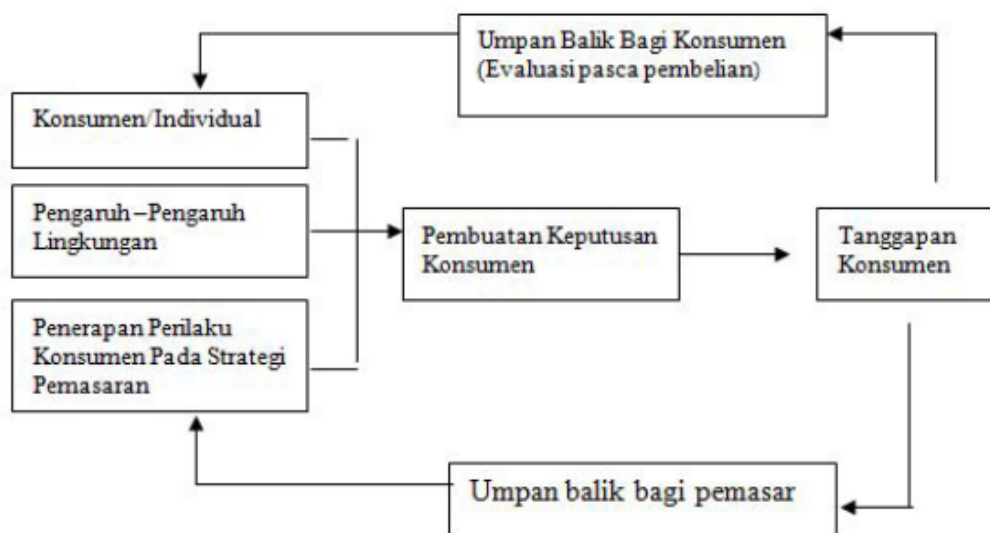 Umpan Balik Bagi Konsumen
(Evaluasi pasca pembelian)
Konsumen/Individual
Pengaruh–Pengaruh
Lingkungan
Pembuatan Keputusan
Konsumen
Tanggapan
Konsumen
Penerapan Perilaku
Konsumen Pada Strategi
Pemasaran
Umpan balik bagi pemasar